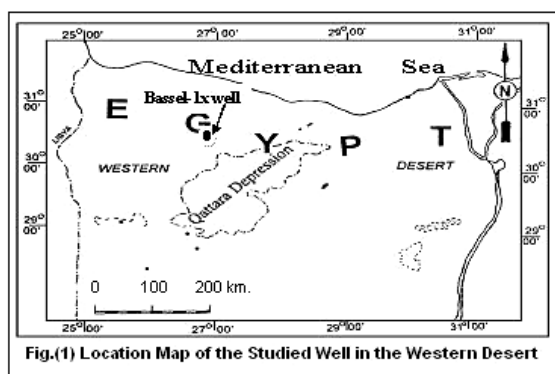 25°00' 27°00' 29°00' 31°00'
Mediterranean Sea
Bassel-1x well
31°00' 31°00'
E G Y P T
N
LIBYA
30°00' 30°00'
WESTERN DESERT
Qattara Depression
29°00' 29°00'
0 100 200 km.
25°00' 27°00' 29°00' 31°00'
Fig.(1) Location Map of the Studied Well in the Western Desert